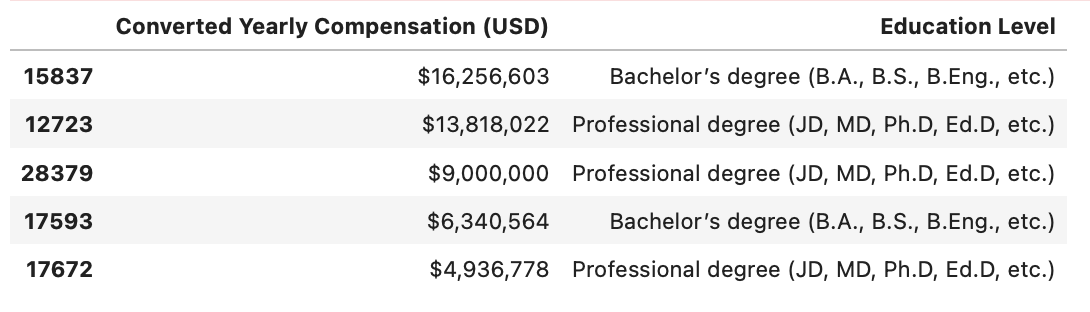 Converted Yearly Compensation (USD) Education Level
15837 $16,256,603 Bachelor’s degree (B.A., B.S., B.Eng., etc.)
12723 $13,818,022 Professional degree (JD, MD, Ph.D, Ed.D, etc.)
28379 $9,000,000 Professional degree (JD, MD, Ph.D, Ed.D, etc.)
17593 $6,340,564 Bachelor’s degree (B.A., B.S., B.Eng., etc.)
17672 $4,936,778 Professional degree (JD, MD, Ph.D, Ed.D, etc.)